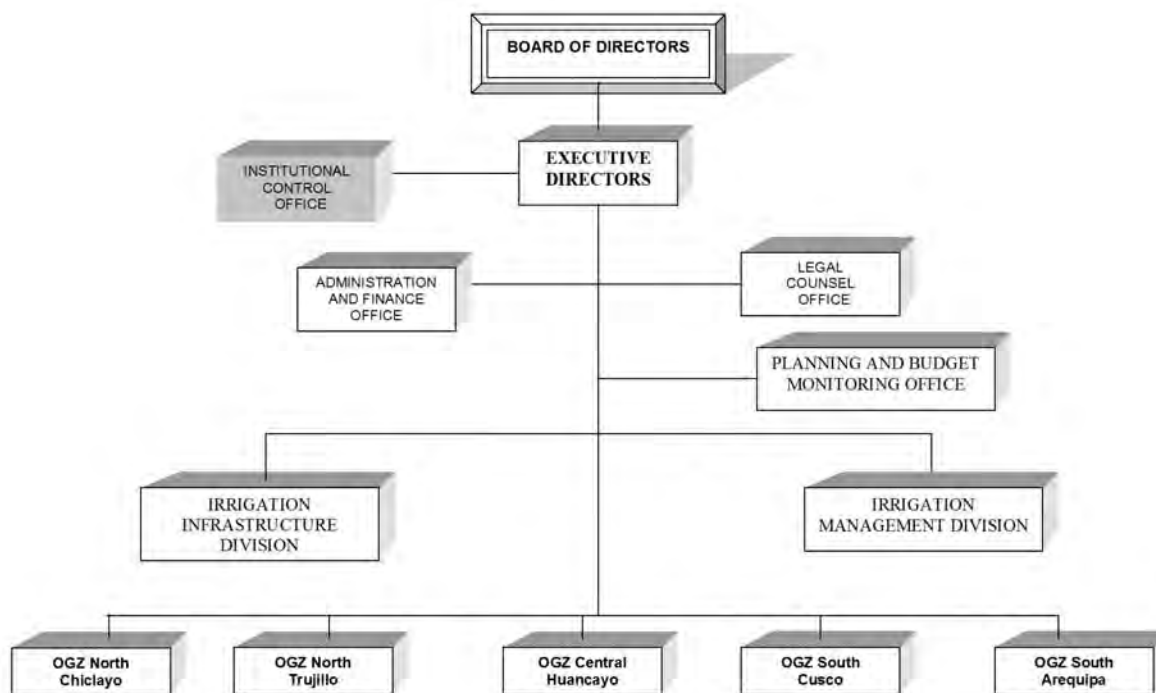 BOARD OF DIRECTORS
EXECUTIVE
DIRECTORS
INSTITUTIONAL
CONTROL
OFFICE
ADMINISTRATION
AND FINANCE
OFFICE
LEGAL
COUNSEL
OFFICE
PLANNING AND BUDGET
MONITORING OFFICE
IRRIGATION
INFRASTRUCTURE
DIVISION
IRRIGATION
MANAGEMENT DIVISION
OGZ North
Chiclayo
OGZ North
Trujillo
OGZ Central
Huancayo
OGZ South
Cusco
OGZ South
Arequipa